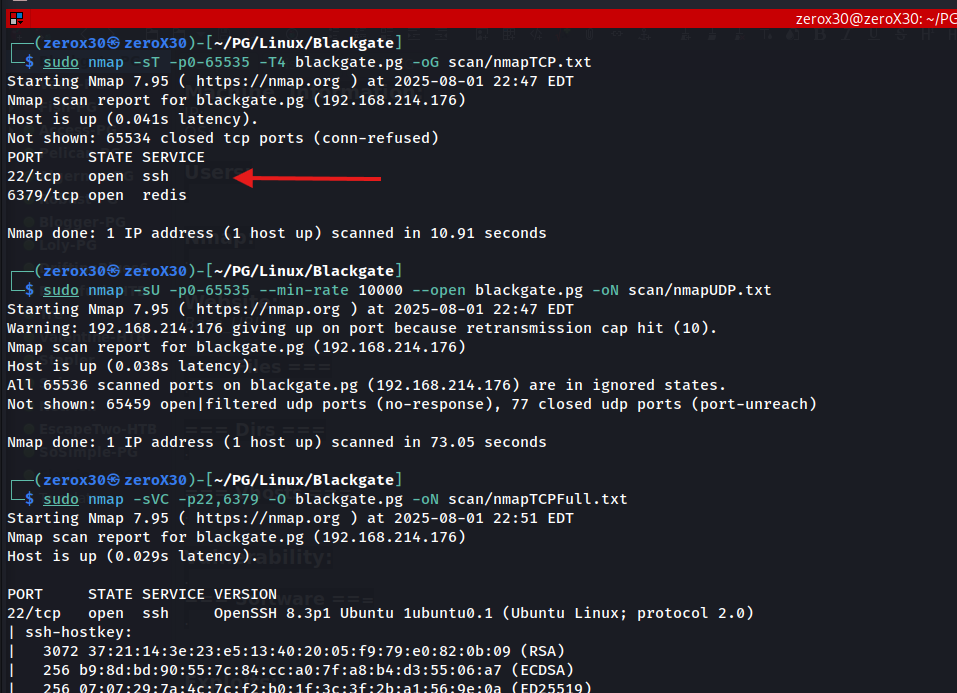 zerox30@zeroX30: ~/PG
┌──(zerox30㉿zeroX30)-[~/PG/Linux/Blackgate]
└─$ sudo nmap -sT -p0-65535 -T4 blackgate.pg -oG scan/nmapTCP.txt
Starting Nmap 7.95 ( https://nmap.org ) at 2025-08-01 22:47 EDT
Nmap scan report for blackgate.pg (192.168.214.176)
Host is up (0.041s latency).
Not shown: 65534 closed tcp ports (conn-refused)
PORT     STATE SERVICE
22/tcp   open  ssh
6379/tcp open  redis
Nmap done: 1 IP address (1 host up) scanned in 10.91 seconds
┌──(zerox30㉿zeroX30)-[~/PG/Linux/Blackgate]
└─$ sudo nmap -sU -p0-65535 --min-rate 10000 --open blackgate.pg -oN scan/nmapUDP.txt
Starting Nmap 7.95 ( https://nmap.org ) at 2025-08-01 22:47 EDT
Warning: 192.168.214.176 giving up on port because retransmission cap hit (10).
Nmap scan report for blackgate.pg (192.168.214.176)
Host is up (0.038s latency).
All 65536 scanned ports on blackgate.pg (192.168.214.176) are in ignored states.
Not shown: 65459 open|filtered udp ports (no-response), 77 closed udp ports (port-unreach)
Nmap done: 1 IP address (1 host up) scanned in 73.05 seconds
┌──(zerox30㉿zeroX30)-[~/PG/Linux/Blackgate]
└─$ sudo nmap -sVC -p22,6379 -O blackgate.pg -oN scan/nmapTCPFull.txt
Starting Nmap 7.95 ( https://nmap.org ) at 2025-08-01 22:51 EDT
Nmap scan report for blackgate.pg (192.168.214.176)
Host is up (0.029s latency).
PORT     STATE SERVICE VERSION
22/tcp   open  ssh     OpenSSH 8.3p1 Ubuntu 1ubuntu0.1 (Ubuntu Linux; protocol 2.0)
| ssh-hostkey:
|   3072 37:21:14:3e:23:e5:13:40:20:05:f9:79:e0:82:0b:09 (RSA)
|   256 b9:8d:bd:90:55:7c:84:cc:a0:7f:a8:b4:d3:55:06:a7 (ECDSA)
|   256 07:07:29:7a:4c:7c:f2:b0:1f:3c:3f:2b:a1:56:9e:0a (ED25519)